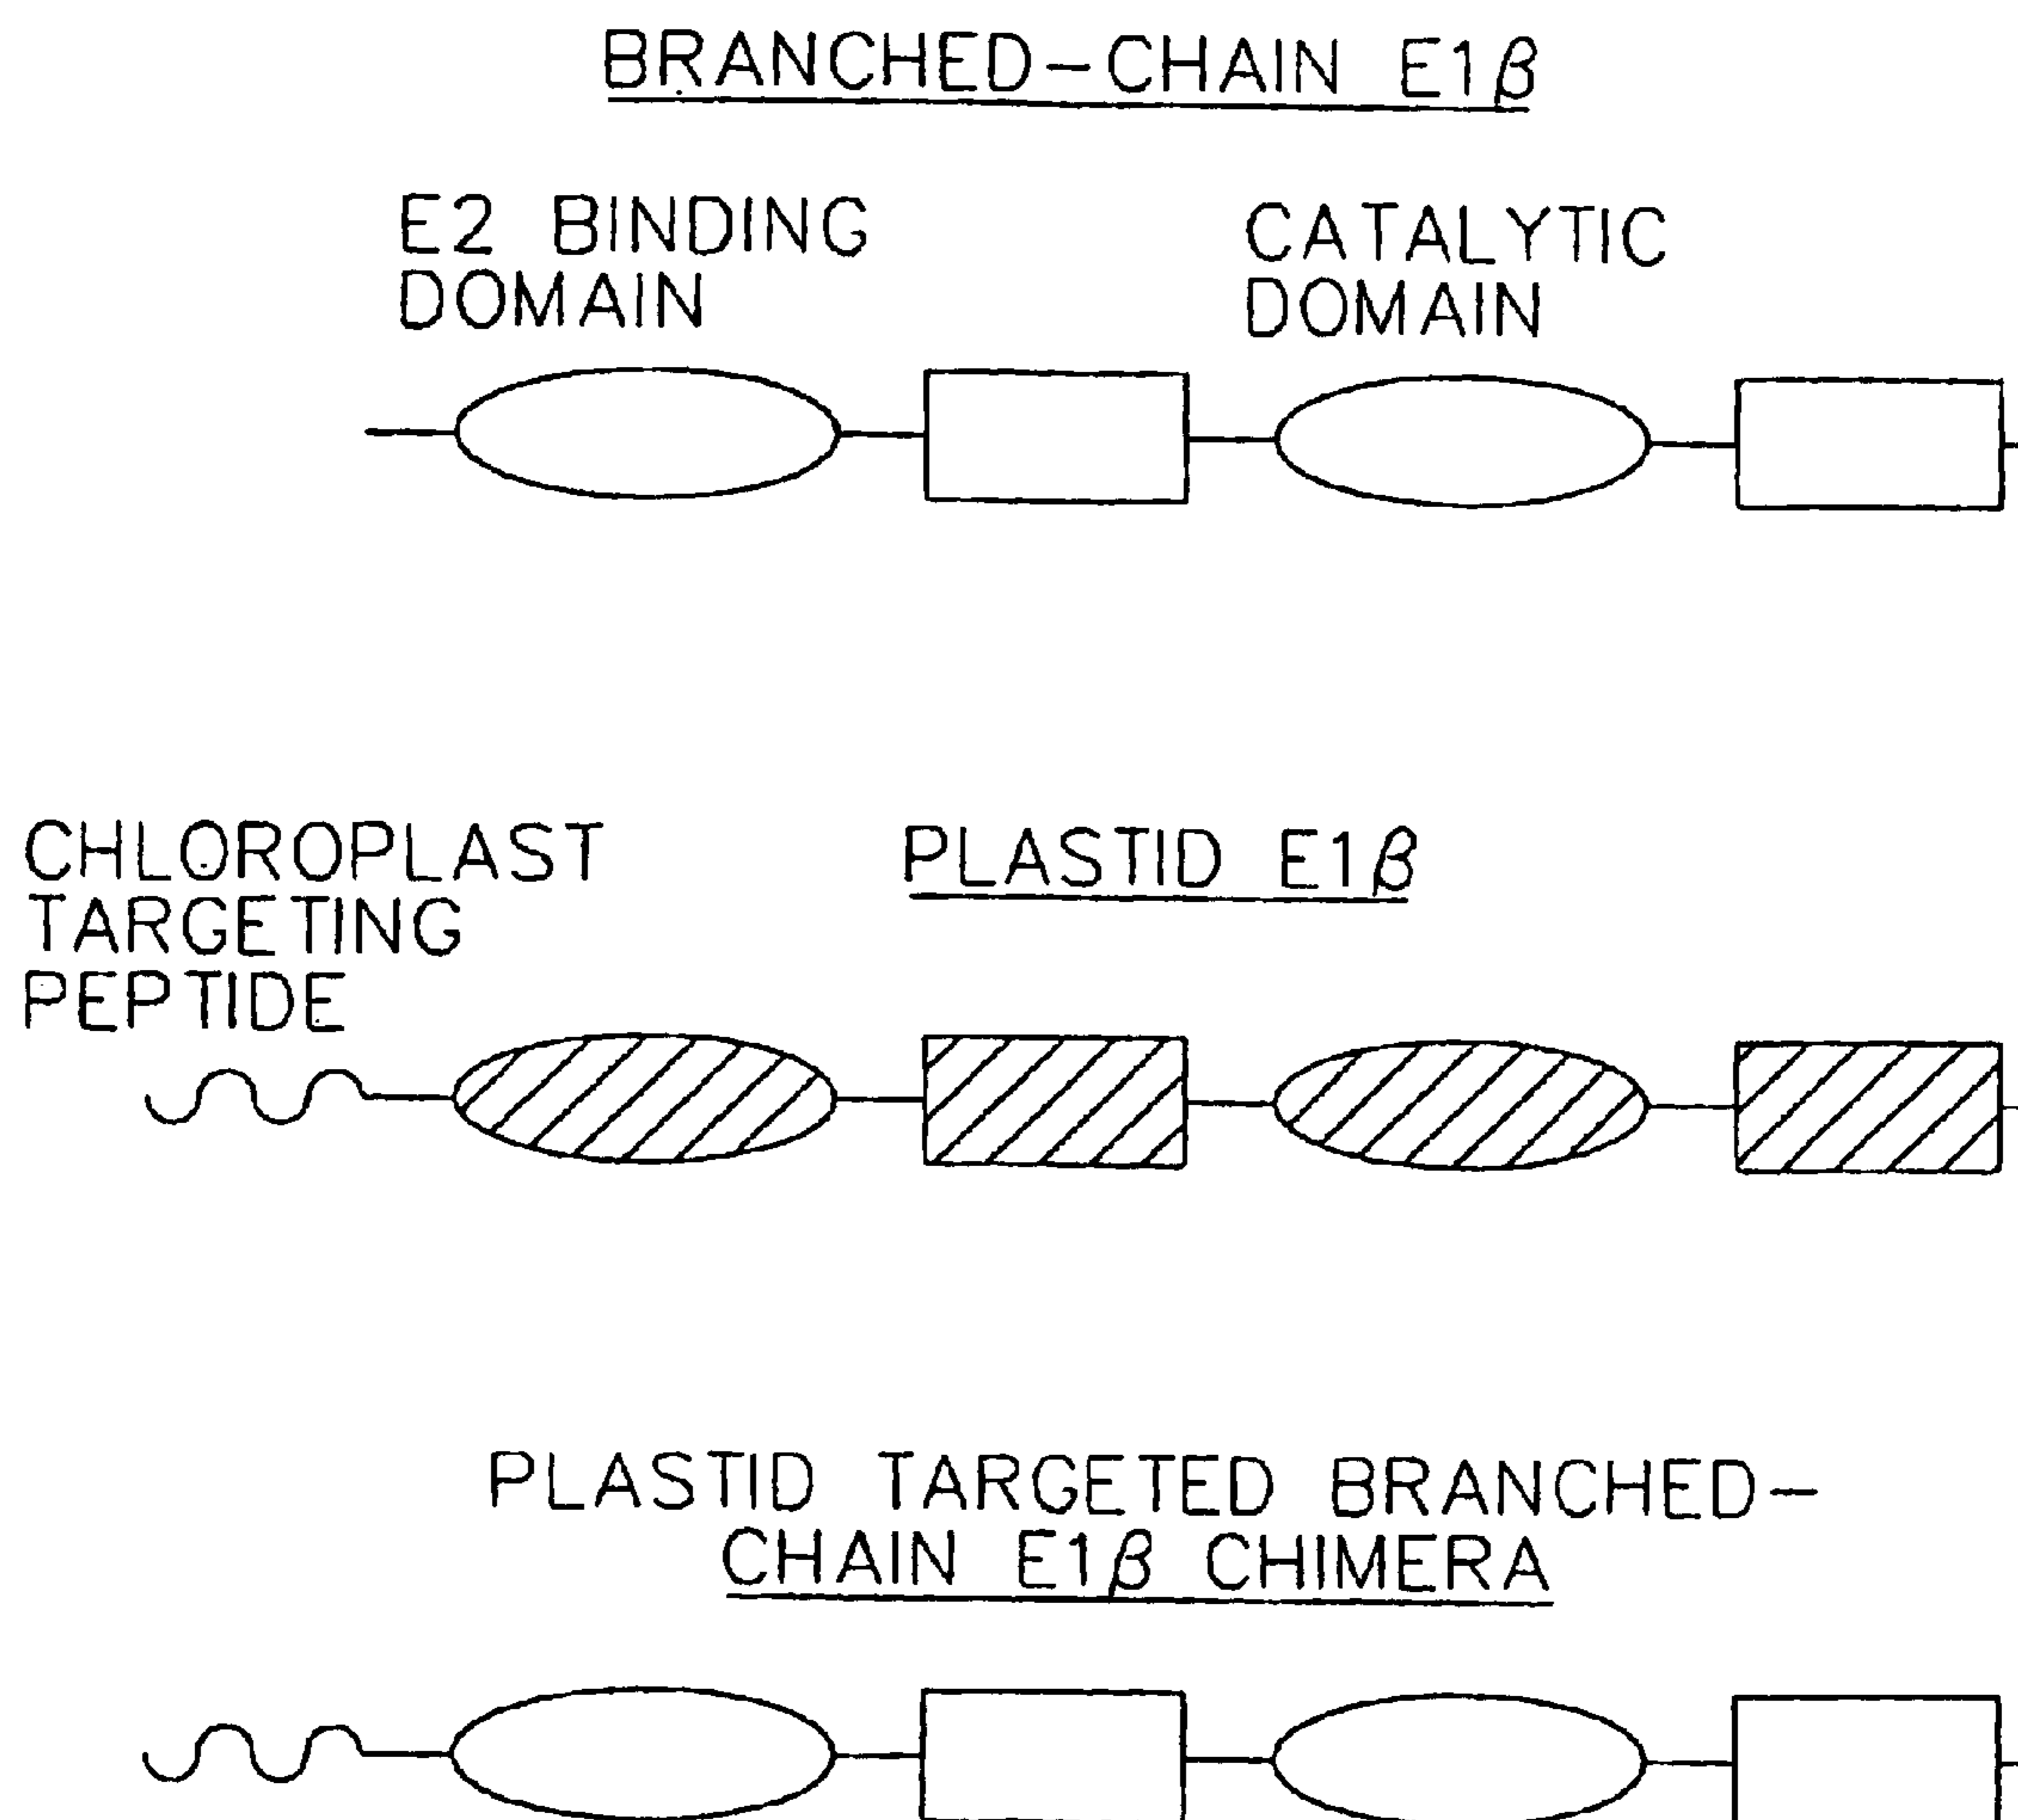 BRANCHED-CHAIN E1β
E2 BINDING
DOMAIN
CATALYTIC
DOMAIN
CHLOROPLAST
TARGETING
PEPTIDE
PLASTID E1β
PLASTID TARGETED BRANCHED-
CHAIN E1β CHIMERA